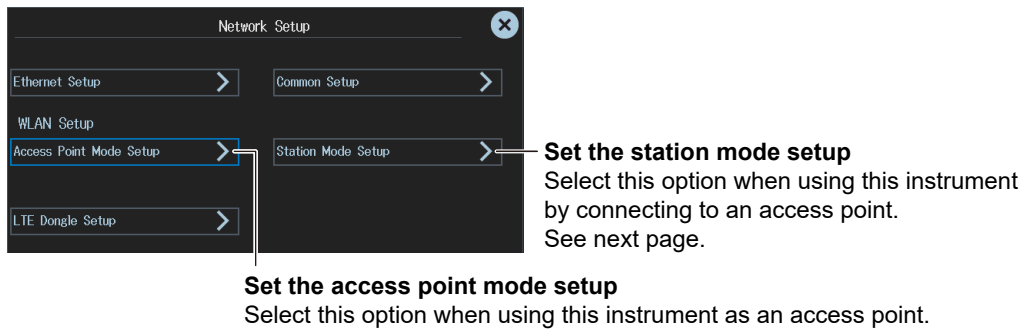 Network Setup
Ethernet Setup
Common Setup
WLAN Setup
Access Point Mode Setup
Station Mode Setup
LTE Dongle Setup
Set the station mode setup
Select this option when using this instrument
by connecting to an access point.
See next page.
Set the access point mode setup
Select this option when using this instrument as an access point.